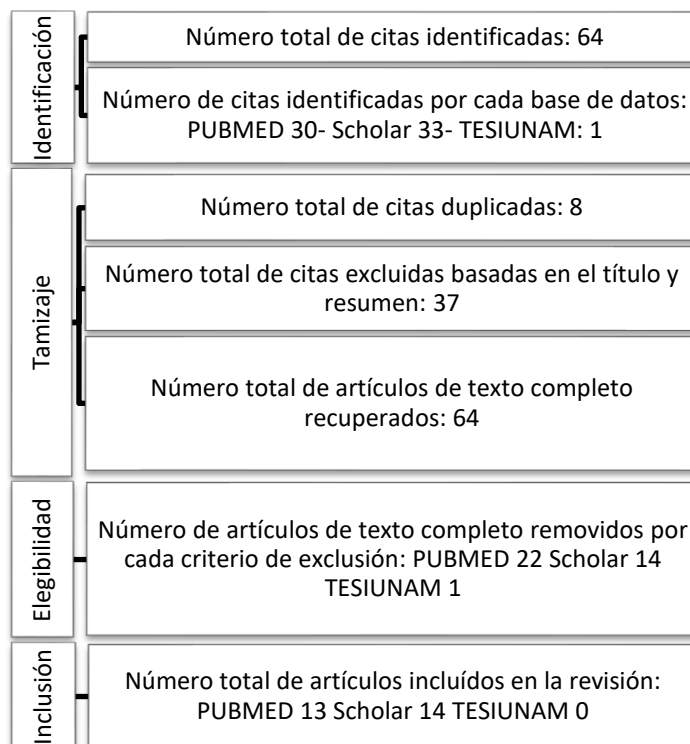 Identificación
Número total de citas identificadas: 64
Número de citas identificadas por cada base de datos:
PUBMED 30- Scholar 33- TESIUNAM: 1
Tamizaje
Número total de citas duplicadas: 8
Número total de citas excluidas basadas en el título y
resumen: 37
Número total de artículos de texto completo
recuperados: 64
Elegibilidad
Número de artículos de texto completo removidos por
cada criterio de exclusión: PUBMED 22 Scholar 14
TESIUNAM 1
Inclusión
Número total de artículos incluídos en la revisión:
PUBMED 13 Scholar 14 TESIUNAM 0